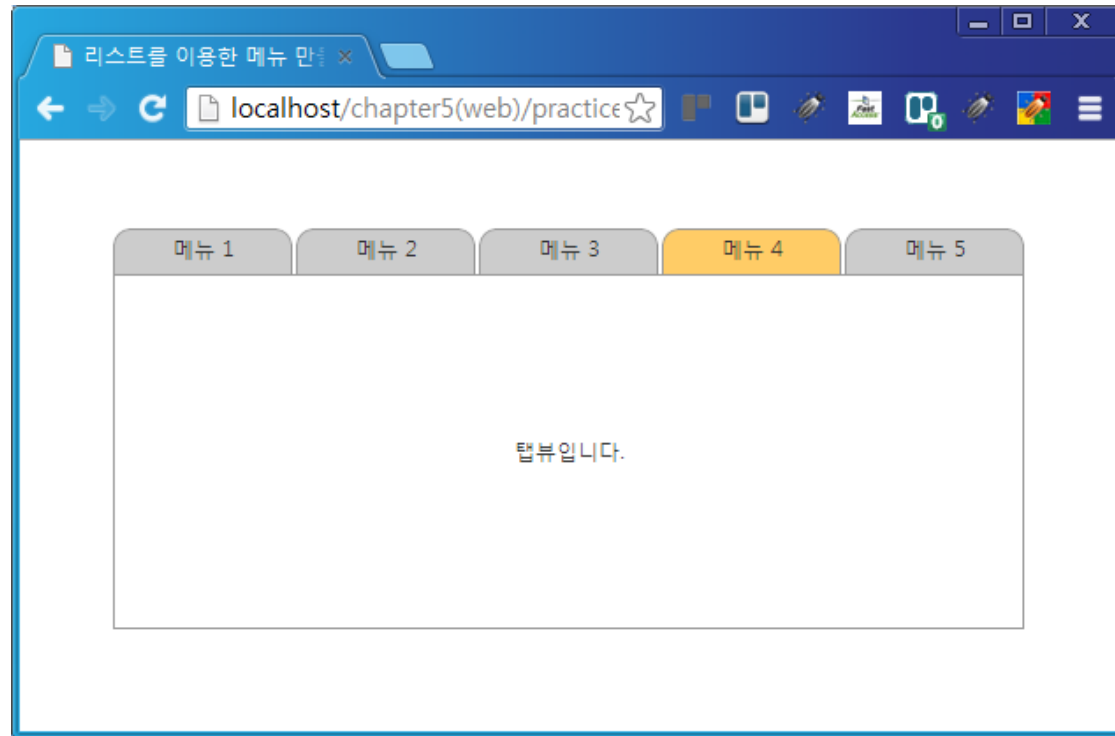 리스트를 이용한 메뉴 만
localhost/chapter5(web)/practice
메뉴 1
메뉴 2
메뉴 3
메뉴 4
메뉴 5
탭뷰입니다.